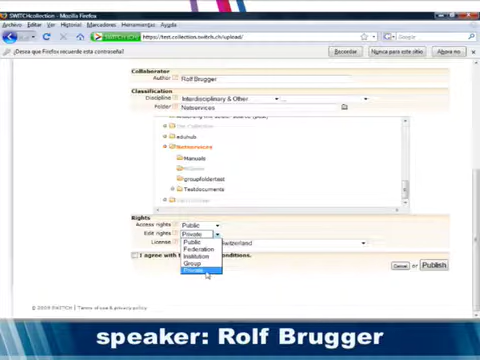 SWITCHcollection - Mozilla Firefox
Archivo Editar Ver Historial Marcadores Herramientas Ayuda
https://test.collection.switch.ch/upload/
¿Desea que Firefox recuerde esta contraseña?
Recordar Nunca para este sitio Ahora no
Collaborator
Author Rolf Brugger
Classification
Discipline Interdisciplinary & Other
Folder Netservices
eduhub
Netservices
Manuals
groupfoldertest
Testdocuments
Rights
Access rights Public
Edit rights Private
Public
License Switzerland
Federation
Institution
I agree with conditions.
Group
Private
Cancel or Publish
© 2009 SWITCH | Terms of use & privacy policy
speaker: Rolf Brugger